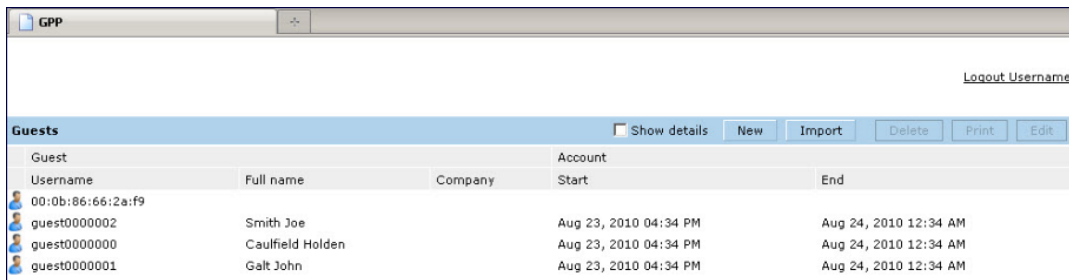 GPP
Logout Username
Guests Show details New Import Delete Print Edit
Guest Account
Username Full name Company Start End
00:0b:86:66:2a:f9
guest0000002 Smith Joe Aug 23, 2010 04:34 PM Aug 24, 2010 12:34 AM
guest0000000 Caulfield Holden Aug 23, 2010 04:34 PM Aug 24, 2010 12:34 AM
guest0000001 Galt John Aug 23, 2010 04:34 PM Aug 24, 2010 12:34 AM